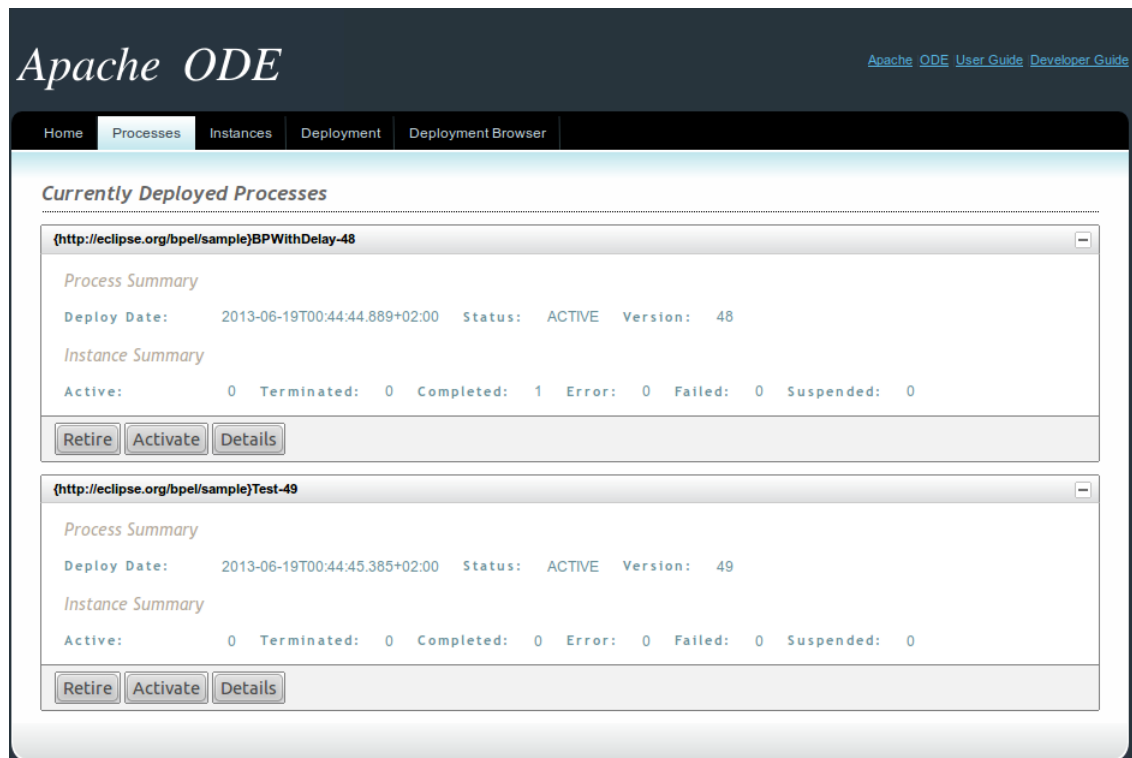 Apache ODE
Apache ODE User Guide Developer Guide
Home Processes Instances Deployment Deployment Browser
Currently Deployed Processes
{http://eclipse.org/bpel/sample}BPWithDelay-48
Process Summary
Deploy Date: 2013-06-19T00:44:44.889+02:00 Status: ACTIVE Version: 48
Instance Summary
Active: 0 Terminated: 0 Completed: 1 Error: 0 Failed: 0 Suspended: 0
Retire Activate Details
{http://eclipse.org/bpel/sample}Test-49
Process Summary
Deploy Date: 2013-06-19T00:44:45.385+02:00 Status: ACTIVE Version: 49
Instance Summary
Active: 0 Terminated: 0 Completed: 0 Error: 0 Failed: 0 Suspended: 0
Retire Activate Details